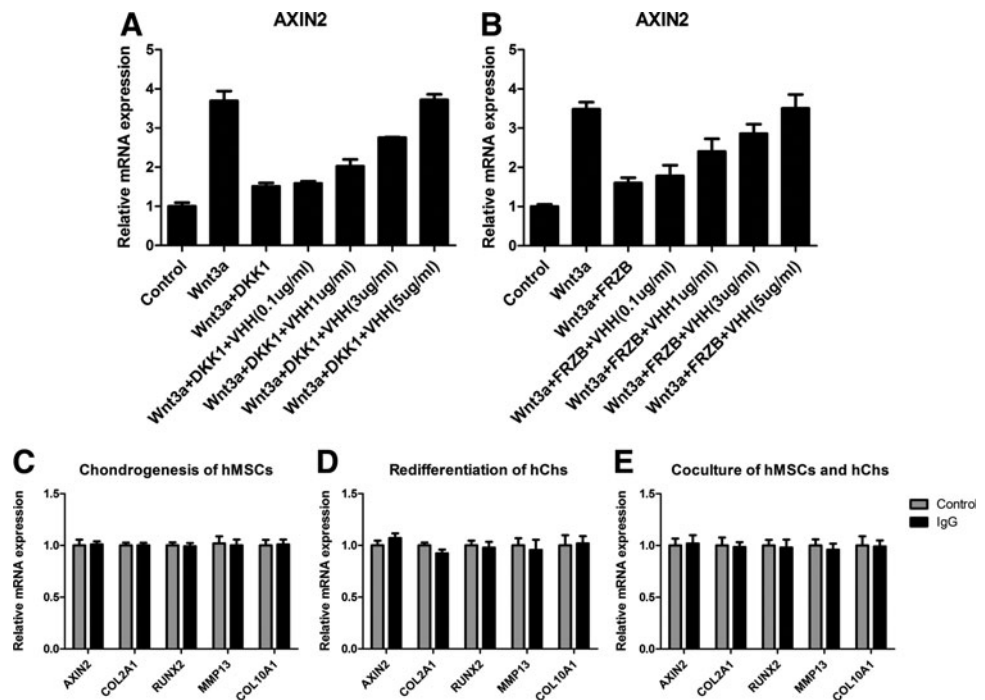 A
AXIN2
Relative mRNA expression
5
4
3
2
1
0
Control
Wnt3a
Wnt3a+DKK1
Wnt3a+DKK1+VHH(0.1ug/ml)
Wnt3a+DKK1+VHH1ug/ml)
Wnt3a+DKK1+VHH(3ug/ml)
Wnt3a+DKK1+VHH(5ug/ml)
B
AXIN2
Relative mRNA expression
5
4
3
2
1
0
Control
Wnt3a
Wnt3a+FRZB
Wnt3a+FRZB+VHH(0.1ug/ml)
Wnt3a+FRZB+VHH1ug/ml)
Wnt3a+FRZB+VHH(3ug/ml)
Wnt3a+FRZB+VHH(5ug/ml)
C
Chondrogenesis of hMSCs
Relative mRNA expression
1.5
1.0
0.5
0.0
AXIN2
COL2A1
RUNX2
MMP13
COL10A1
D
Redifferentiation of hChs
Relative mRNA expression
1.5
1.0
0.5
0.0
AXIN2
COL2A1
RUNX2
MMP13
COL10A1
E
Coculture of hMSCs and hChs
Relative mRNA expression
1.5
1.0
0.5
0.0
AXIN2
COL2A1
RUNX2
MMP13
COL10A1
Control
IgG